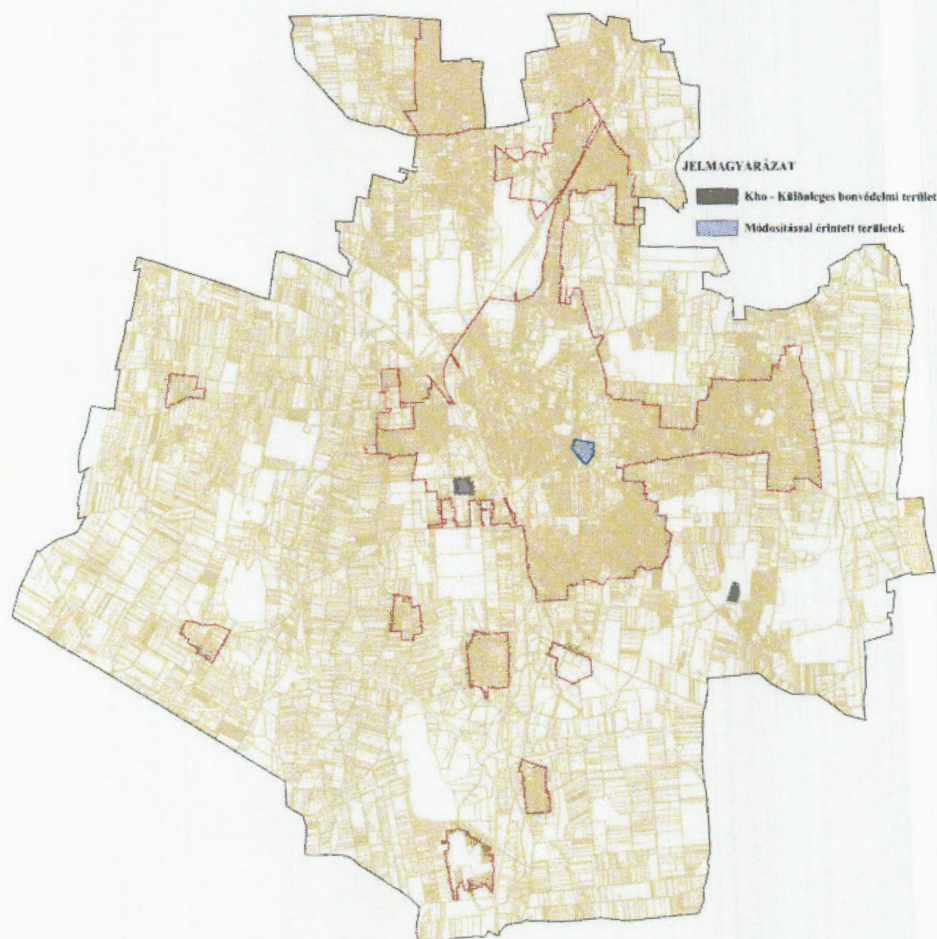 JELMAGYARÁZAT
Kho - Különleges honvédelmi terület
Módosítással érintett területek